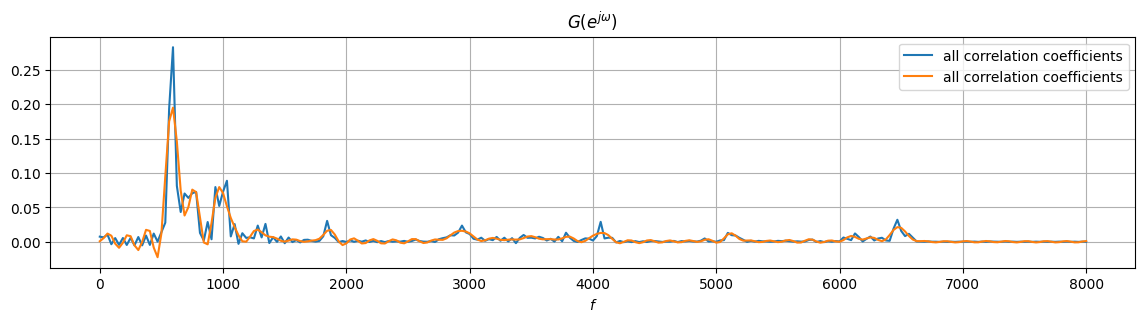 G(e^{jω})
all correlation coefficients
all correlation coefficients
0.25
0.20
0.15
0.10
0.05
0.00
0 1000 2000 3000 4000 5000 6000 7000 8000
f